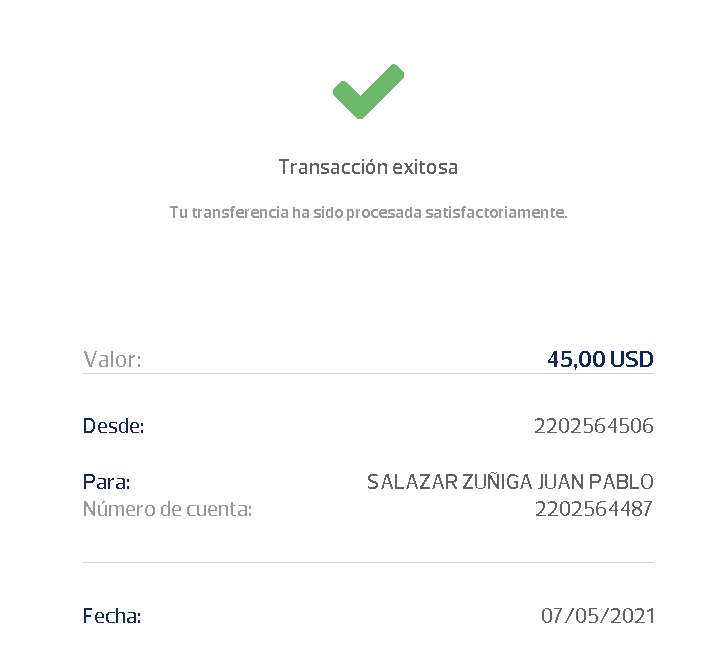 Transacción exitosa
Tu transferencia ha sido procesada satisfactoriamente.
Valor: 45,00 USD
Desde: 2202564506
Para: SALAZAR ZUÑIGA JUAN PABLO
Número de cuenta: 2202564487
Fecha: 07/05/2021